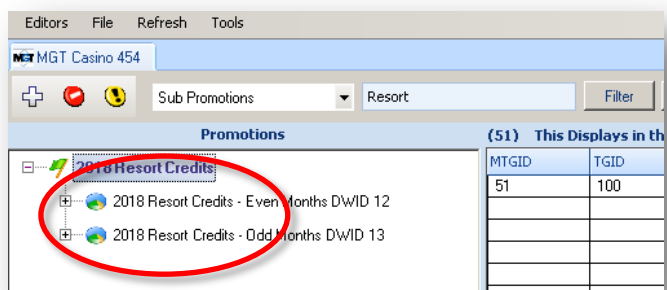 Editors File Refresh Tools
MGT MGT Casino 454
Sub Promotions Resort Filter
Promotions (51) This Displays in th
MTGID TGID
2018 Resort Credits 51 100
2018 Resort Credits - Even Months DWID 12
2018 Resort Credits - Odd Months DWID 13